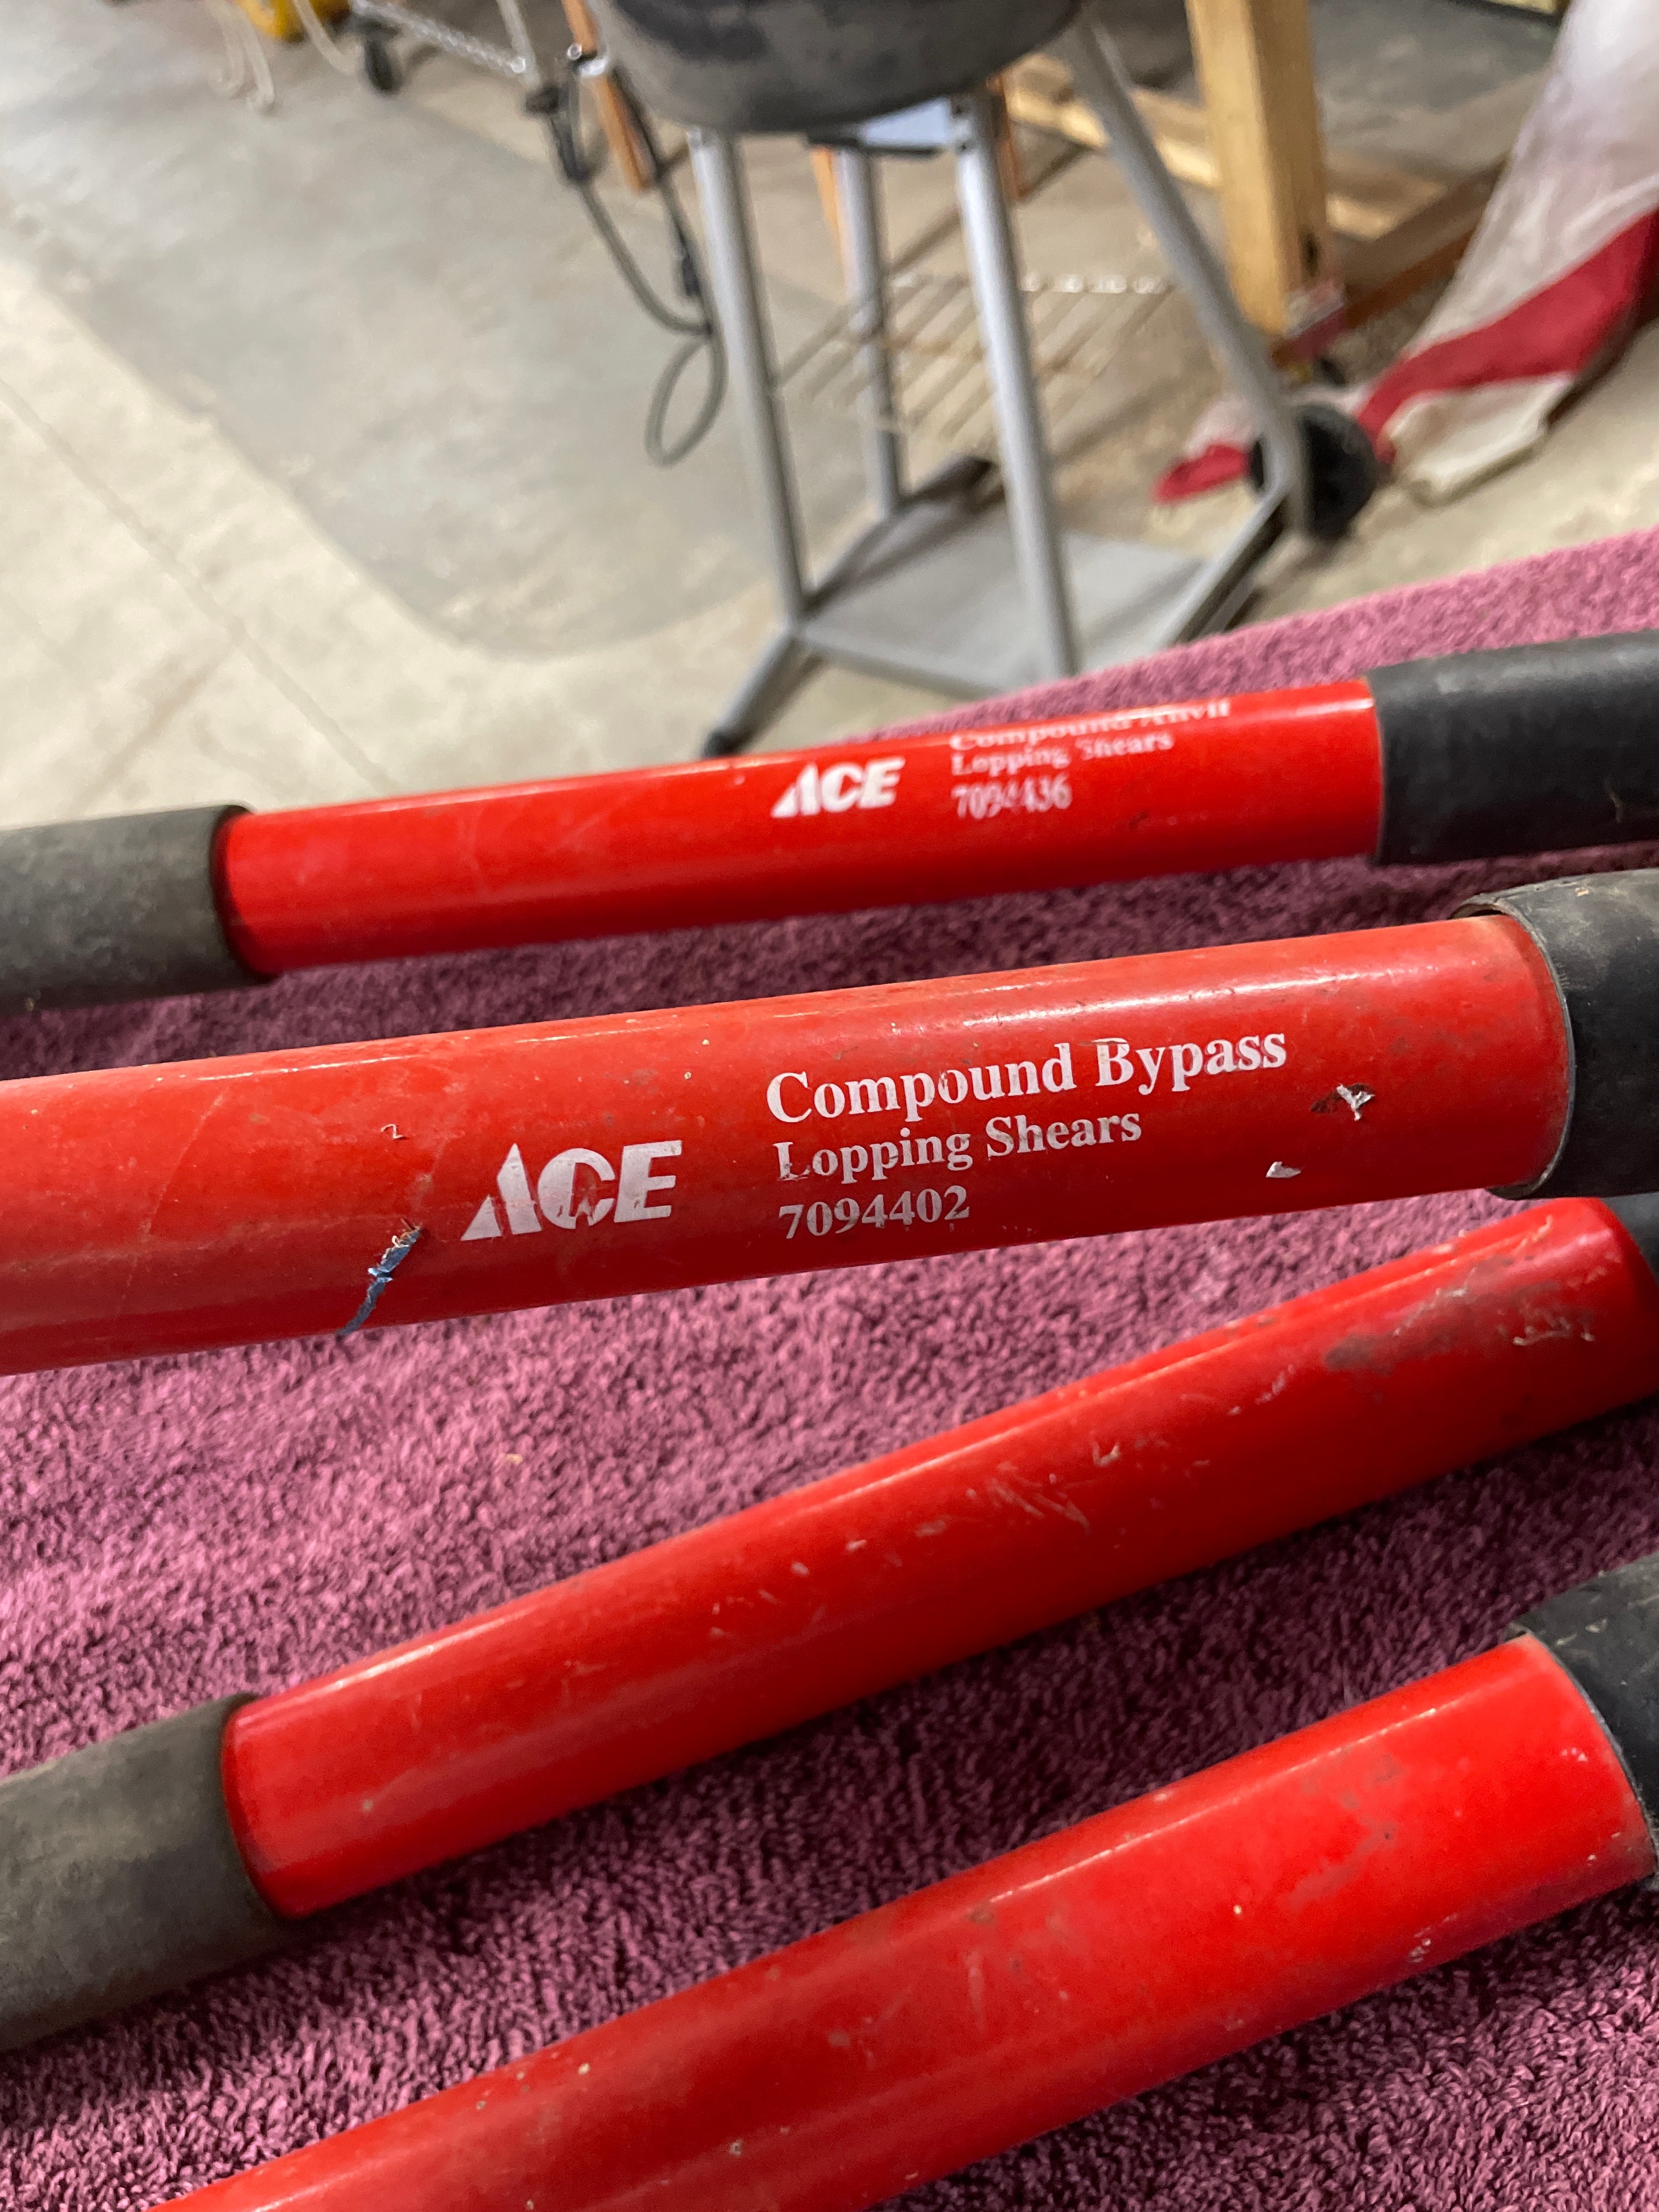 ACE
Compound Anvil
Lopping Shears
7094436
ACE
Compound Bypass
Lopping Shears
7094402